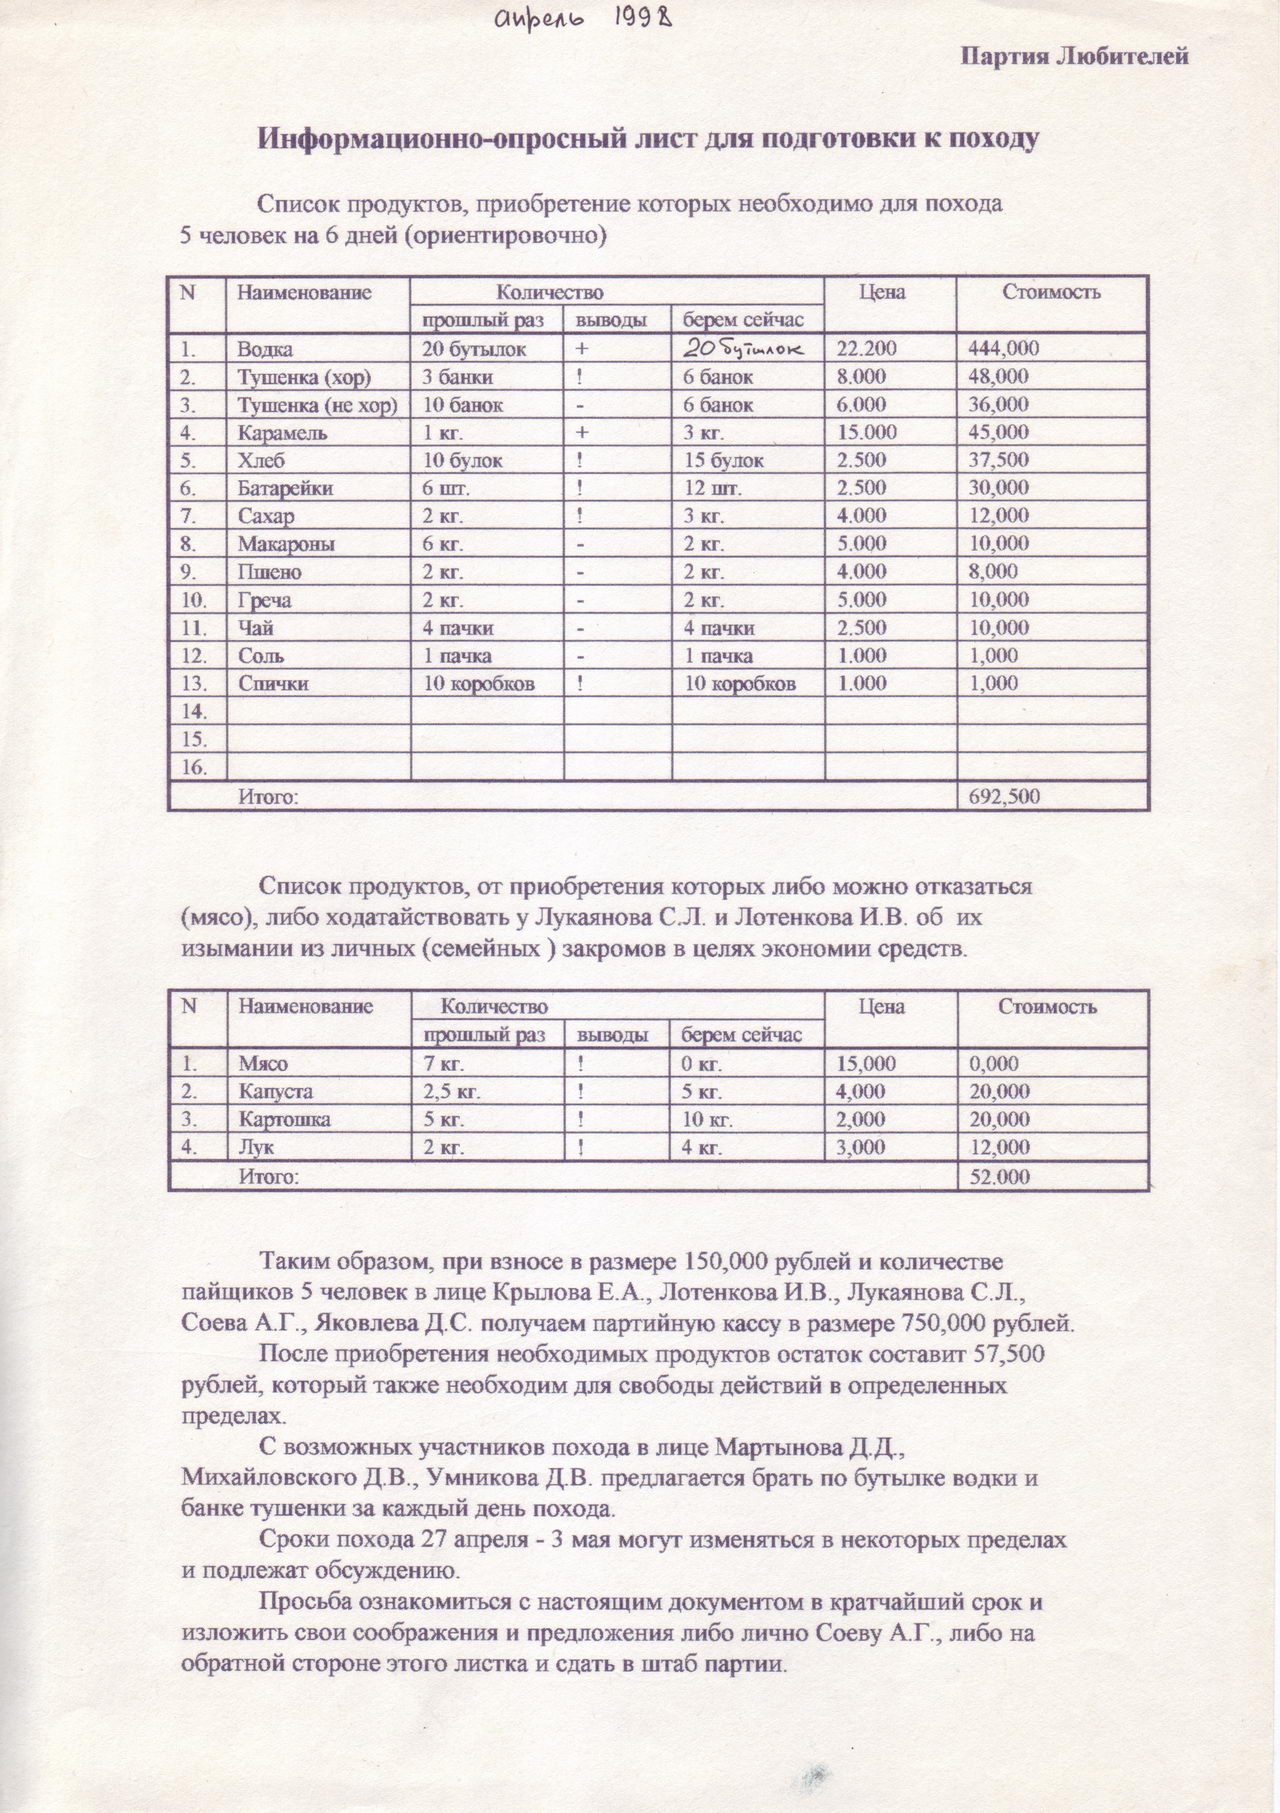 апрель 1998
Партия Любителей
Информационно-опросный лист для подготовки к походу
Список продуктов, приобретение которых необходимо для похода
5 человек на 6 дней (ориентировочно)
N Наименование Количество Цена Стоимость
прошлый раз выводы берем сейчас
1. Водка 20 бутылок + 20 бутылок 22.200 444,000
2. Тушенка (хор) 3 банки ! 6 банок 8.000 48,000
3. Тушенка (не хор) 10 банок - 6 банок 6.000 36,000
4. Карамель 1 кг. + 3 кг. 15.000 45,000
5. Хлеб 10 булок ! 15 булок 2.500 37,500
6. Батарейки 6 шт. ! 12 шт. 2.500 30,000
7. Сахар 2 кг. ! 3 кг. 4.000 12,000
8. Макароны 6 кг. - 2 кг. 5.000 10,000
9. Пшено 2 кг. - 2 кг. 4.000 8,000
10. Греча 2 кг. - 2 кг. 5.000 10,000
11. Чай 4 пачки - 4 пачки 2.500 10,000
12. Соль 1 пачка - 1 пачка 1.000 1,000
13. Спички 10 коробков ! 10 коробков 1.000 1,000
14.
15.
16.
Итого: 692,500
Список продуктов, от приобретения которых либо можно отказаться
(мясо), либо ходатайствовать у Лукаянова С.Л. и Лотенкова И.В. об их
изымании из личных (семейных ) закромов в целях экономии средств.
N Наименование Количество Цена Стоимость
прошлый раз выводы берем сейчас
1. Мясо 7 кг. ! 0 кг. 15,000 0,000
2. Капуста 2,5 кг. ! 5 кг. 4,000 20,000
3. Картошка 5 кг. ! 10 кг. 2,000 20,000
4. Лук 2 кг. ! 4 кг. 3,000 12,000
Итого: 52.000
Таким образом, при взносе в размере 150,000 рублей и количестве
пайщиков 5 человек в лице Крылова Е.А., Лотенкова И.В., Лукаянова С.Л.,
Соева А.Г., Яковлева Д.С. получаем партийную кассу в размере 750,000 рублей.
После приобретения необходимых продуктов остаток составит 57,500
рублей, который также необходим для свободы действий в определенных
пределах.
С возможных участников похода в лице Мартынова Д.Д.,
Михайловского Д.В., Умникова Д.В. предлагается брать по бутылке водки и
банке тушенки за каждый день похода.
Сроки похода 27 апреля - 3 мая могут изменяться в некоторых пределах
и подлежат обсуждению.
Просьба ознакомиться с настоящим документом в кратчайший срок и
изложить свои соображения и предложения либо лично Соеву А.Г., либо на
обратной стороне этого листка и сдать в штаб партии.